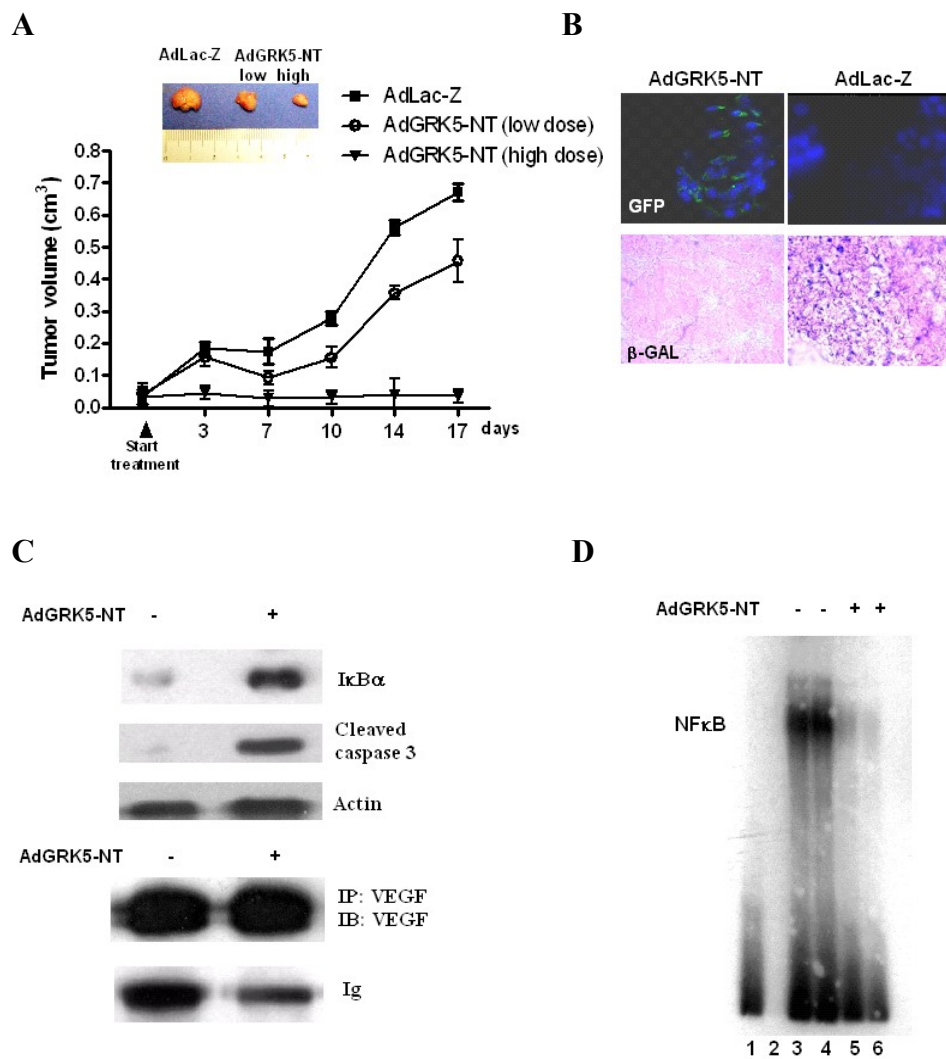 A
AdLac-Z AdGRK5-NT
low high
AdLac-Z
AdGRK5-NT (low dose)
AdGRK5-NT (high dose)
Tumor volume (cm³)
0.8
0.7
0.6
0.5
0.4
0.3
0.2
0.1
0.0
3 7 10 14 17 days
Start
treatment
B
AdGRK5-NT AdLac-Z
GFP
β-GAL
C
AdGRK5-NT - +
IκBα
Cleaved
caspase 3
Actin
AdGRK5-NT - +
IP: VEGF
IB: VEGF
Ig
D
AdGRK5-NT - - + +
NFκB
1 2 3 4 5 6